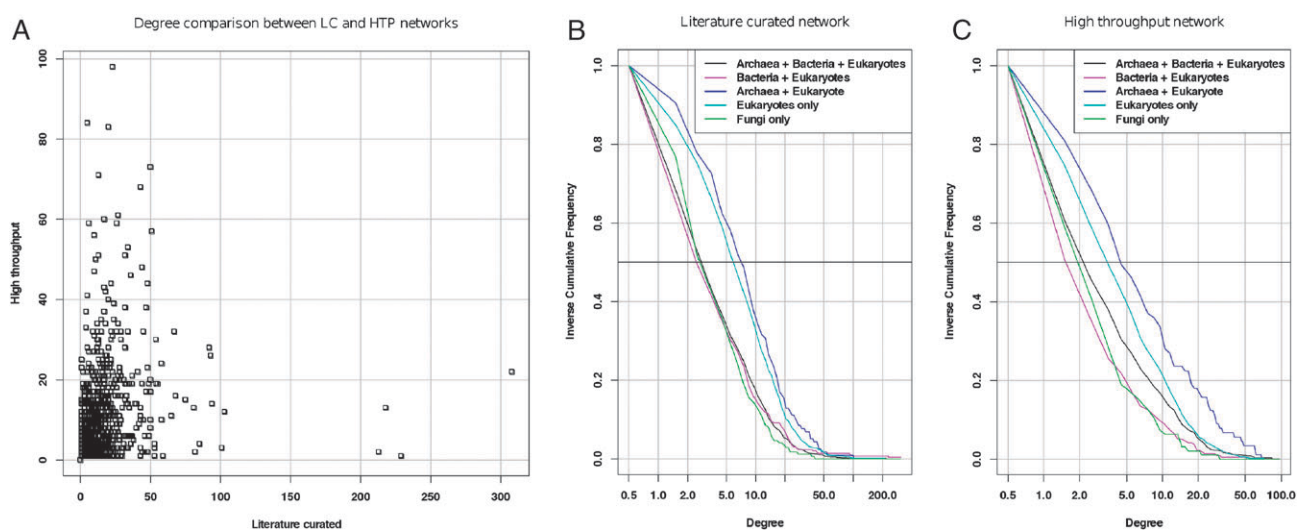 A
Degree comparison between LC and HTP networks
High throughput
100
80
60
40
20
0
0 50 100 150 200 250 300
Literature curated
B
Literature curated network
Archaea + Bacteria + Eukaryotes
Bacteria + Eukaryotes
Archaea + Eukaryote
Eukaryotes only
Fungi only
Inverse Cumulative Frequency
1.0
0.8
0.6
0.4
0.2
0.0
0.5 1.0 2.0 5.0 10.0 50.0 200.0
Degree
C
High throughput network
Archaea + Bacteria + Eukaryotes
Bacteria + Eukaryotes
Archaea + Eukaryote
Eukaryotes only
Fungi only
Inverse Cumulative Frequency
1.0
0.8
0.6
0.4
0.2
0.0
0.5 1.0 2.0 5.0 10.0 20.0 50.0 100.0
Degree